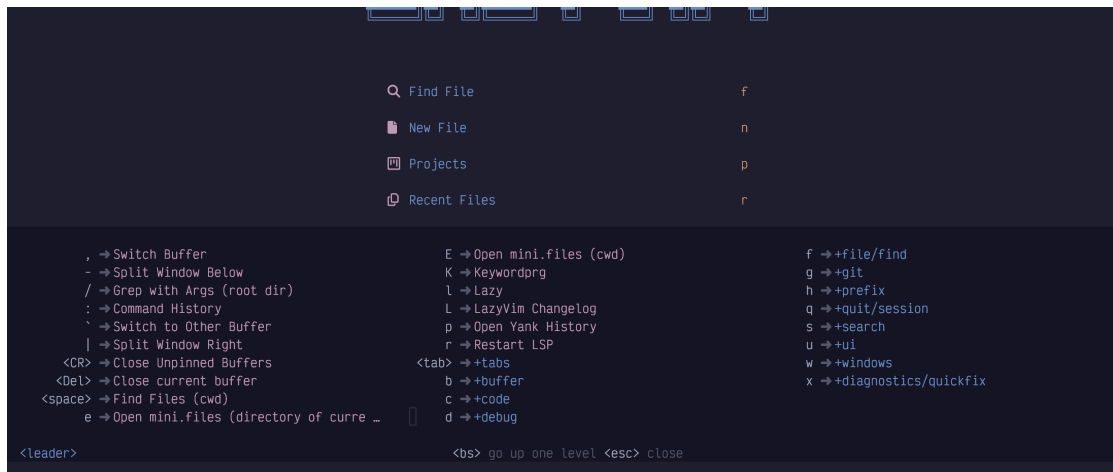 Find File f
New File n
Projects p
Recent Files r
, → Switch Buffer
- → Split Window Below
/ → Grep with Args (root dir)
: → Command History
` → Switch to Other Buffer
| → Split Window Right
<CR> → Close Unpinned Buffers
<Del> → Close current buffer
<space> → Find Files (cwd)
e → Open mini.files (directory of curre …
E → Open mini.files (cwd)
K → Keywordprg
l → Lazy
L → LazyVim Changelog
p → Open Yank History
r → Restart LSP
<tab> → +tabs
b → +buffer
c → +code
d → +debug
f → +file/find
g → +git
h → +prefix
q → +quit/session
s → +search
u → +ui
w → +windows
x → +diagnostics/quickfix
<leader>
<bs> go up one level <esc> close